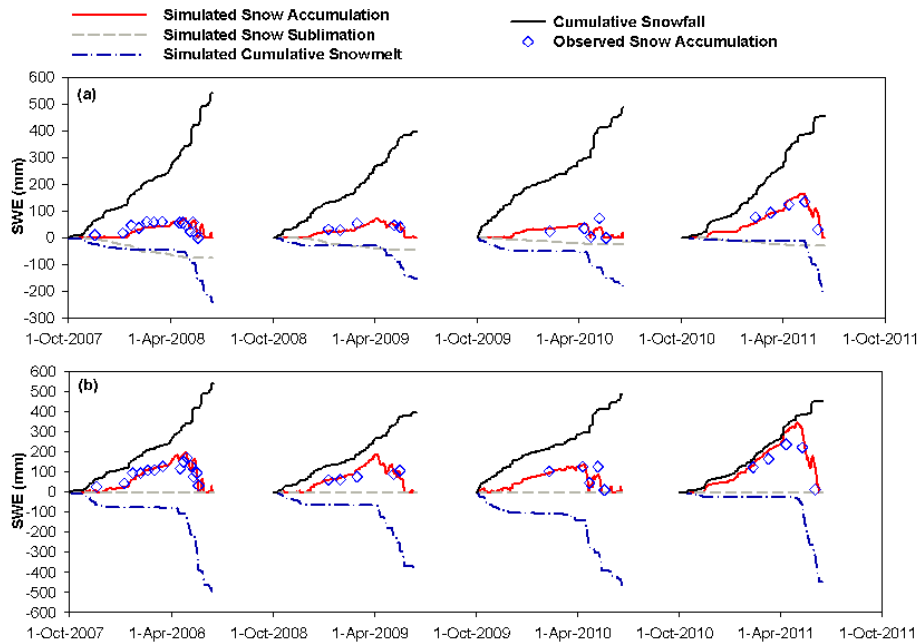 Simulated Snow Accumulation
Simulated Snow Sublimation
Simulated Cumulative Snowmelt
Cumulative Snowfall
Observed Snow Accumulation
(a)
SWE (mm)
600
500
400
300
200
100
0
-100
-200
-300
1-Oct-2007
1-Apr-2008
1-Oct-2008
1-Apr-2009
1-Oct-2009
1-Apr-2010
1-Oct-2010
1-Apr-2011
1-Oct-2011
(b)
SWE (mm)
600
500
400
300
200
100
0
-100
-200
-300
-400
-500
-600
1-Oct-2007
1-Apr-2008
1-Oct-2008
1-Apr-2009
1-Oct-2009
1-Apr-2010
1-Oct-2010
1-Apr-2011
1-Oct-2011